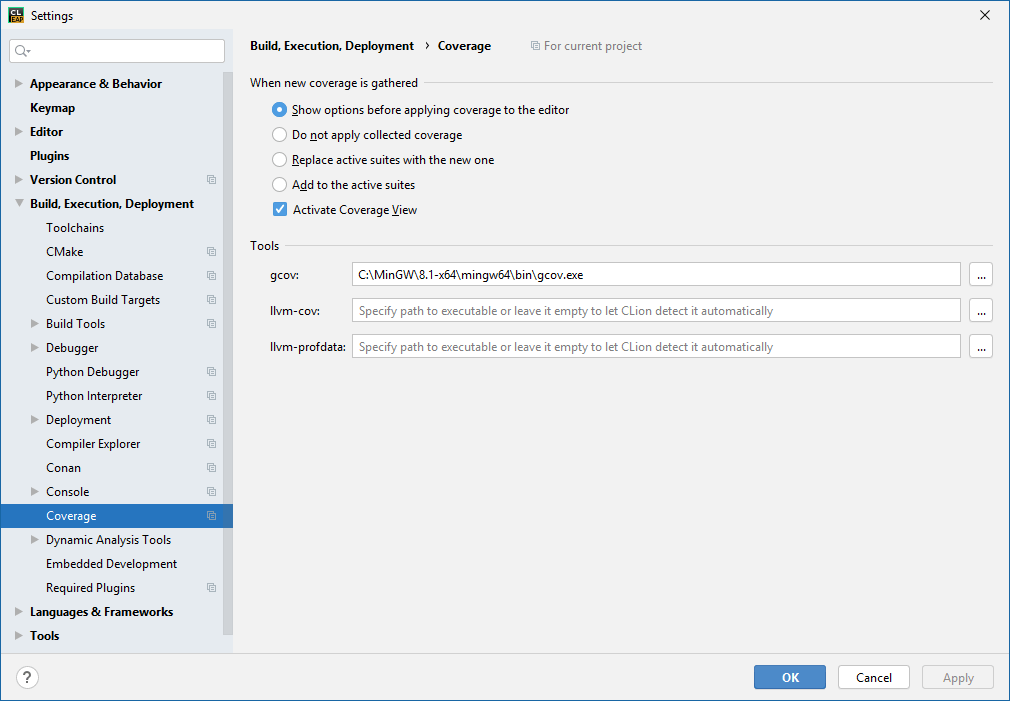 CL
EAP
Settings
Appearance & Behavior
Keymap
Editor
Plugins
Version Control
Build, Execution, Deployment
Toolchains
CMake
Compilation Database
Custom Build Targets
Build Tools
Debugger
Python Debugger
Python Interpreter
Deployment
Compiler Explorer
Conan
Console
Coverage
Dynamic Analysis Tools
Embedded Development
Required Plugins
Languages & Frameworks
Tools
Build, Execution, Deployment › Coverage For current project
When new coverage is gathered
Show options before applying coverage to the editor
Do not apply collected coverage
Replace active suites with the new one
Add to the active suites
Activate Coverage View
Tools
gcov: C:\MinGW\8.1-x64\mingw64\bin\gcov.exe ...
llvm-cov: Specify path to executable or leave it empty to let CLion detect it automatically ...
llvm-profdata: Specify path to executable or leave it empty to let CLion detect it automatically ...
? OK Cancel Apply